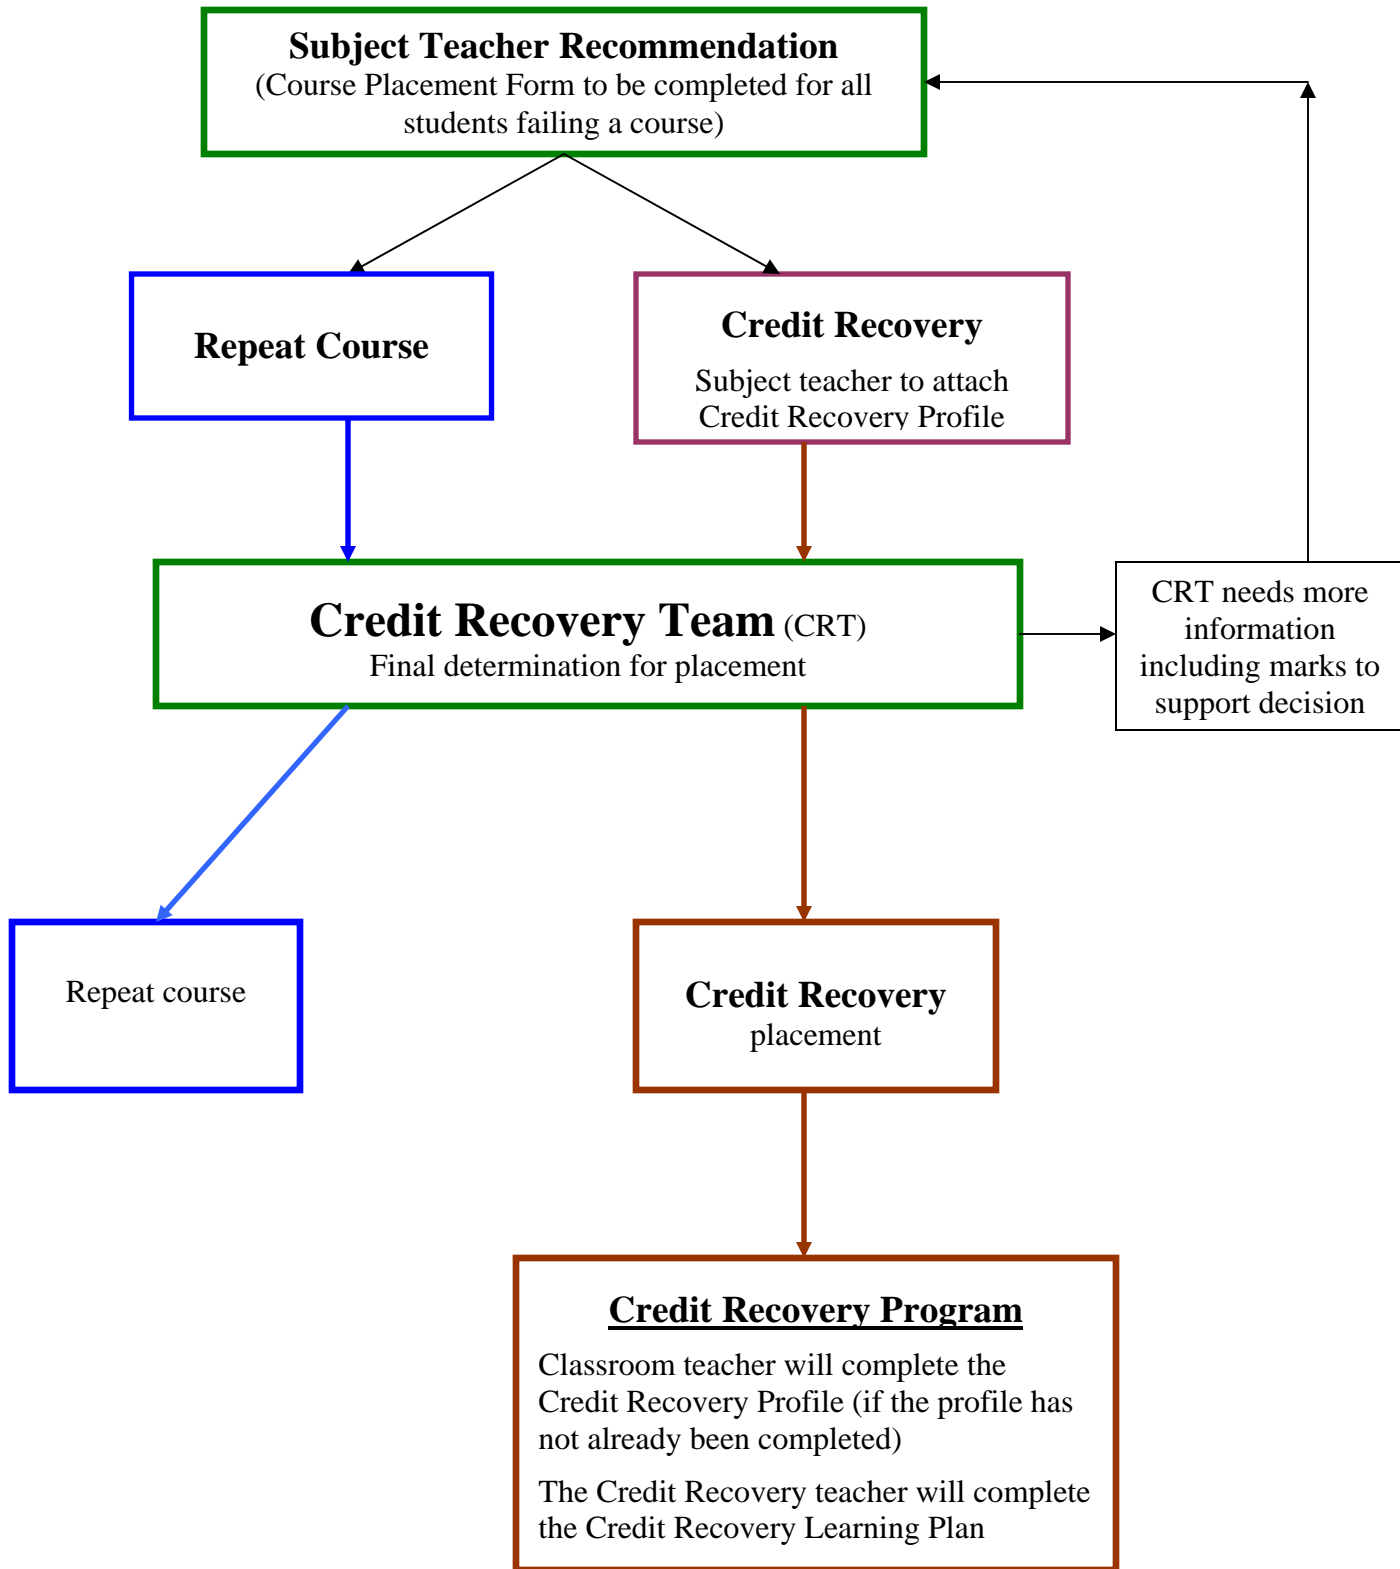 Subject Teacher Recommendation
(Course Placement Form to be completed for all
students failing a course)
Repeat Course
Credit Recovery
Subject teacher to attach
Credit Recovery Profile
Credit Recovery Team (CRT)
Final determination for placement
CRT needs more
information
including marks to
support decision
Repeat course
Credit Recovery
placement
Credit Recovery Program
Classroom teacher will complete the
Credit Recovery Profile (if the profile has
not already been completed)
The Credit Recovery teacher will complete
the Credit Recovery Learning Plan